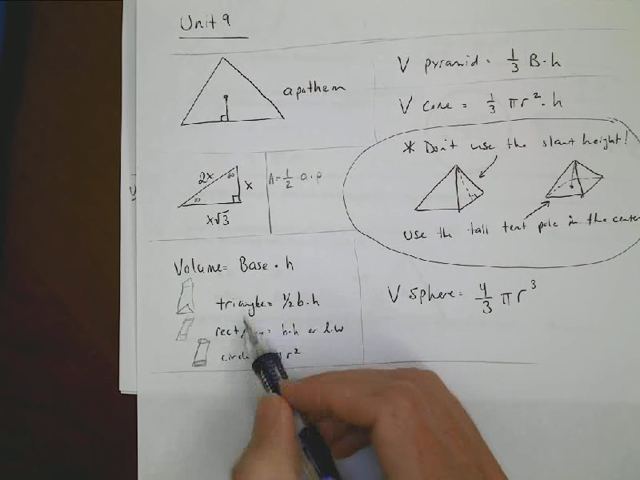 Unit 9
apothem
2x
60
x
30
x√3
A = 1/2 a·p
Volume = Base · h
triangle = 1/2 b·h
b·h or l·w
r²
V pyramid = 1/3 B·h
V cone = 1/3 πr²·h
* Don't use the slant height!
Use the tall tent pole in the center
V sphere = 4/3 πr³